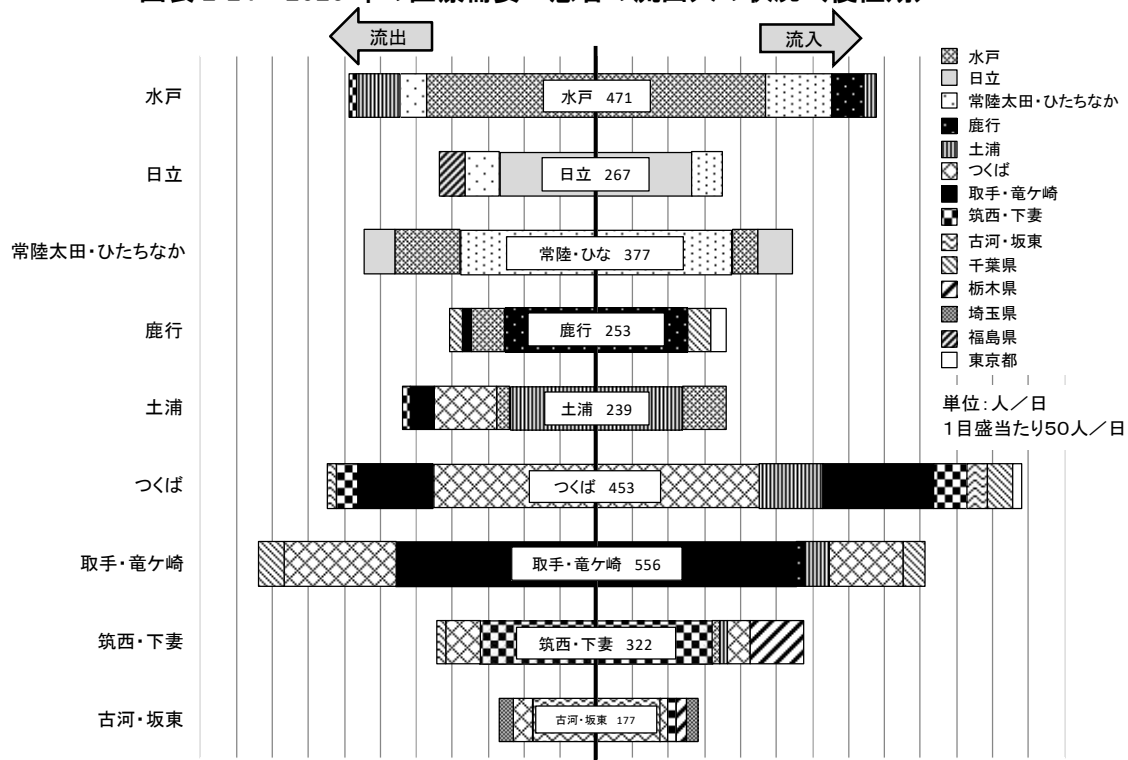 流出
流入
水戸
日立
常陸太田・ひたちなか
鹿行
土浦
つくば
取手・竜ケ崎
筑西・下妻
古河・坂東
水戸 471
日立 267
常陸・ひな 377
鹿行 253
土浦 239
つくば 453
取手・竜ケ崎 556
筑西・下妻 322
古河・坂東 177
水戸
日立
常陸太田・ひたちなか
鹿行
土浦
つくば
取手・竜ケ崎
筑西・下妻
古河・坂東
千葉県
栃木県
埼玉県
福島県
東京都
単位:人/日
1目盛当たり50人/日